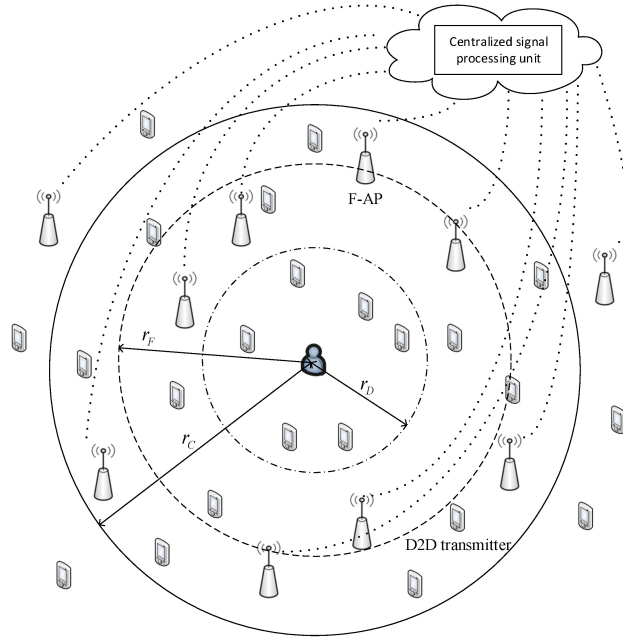 Centralized signal
processing unit
F-AP
r_F
r_D
r_C
D2D transmitter